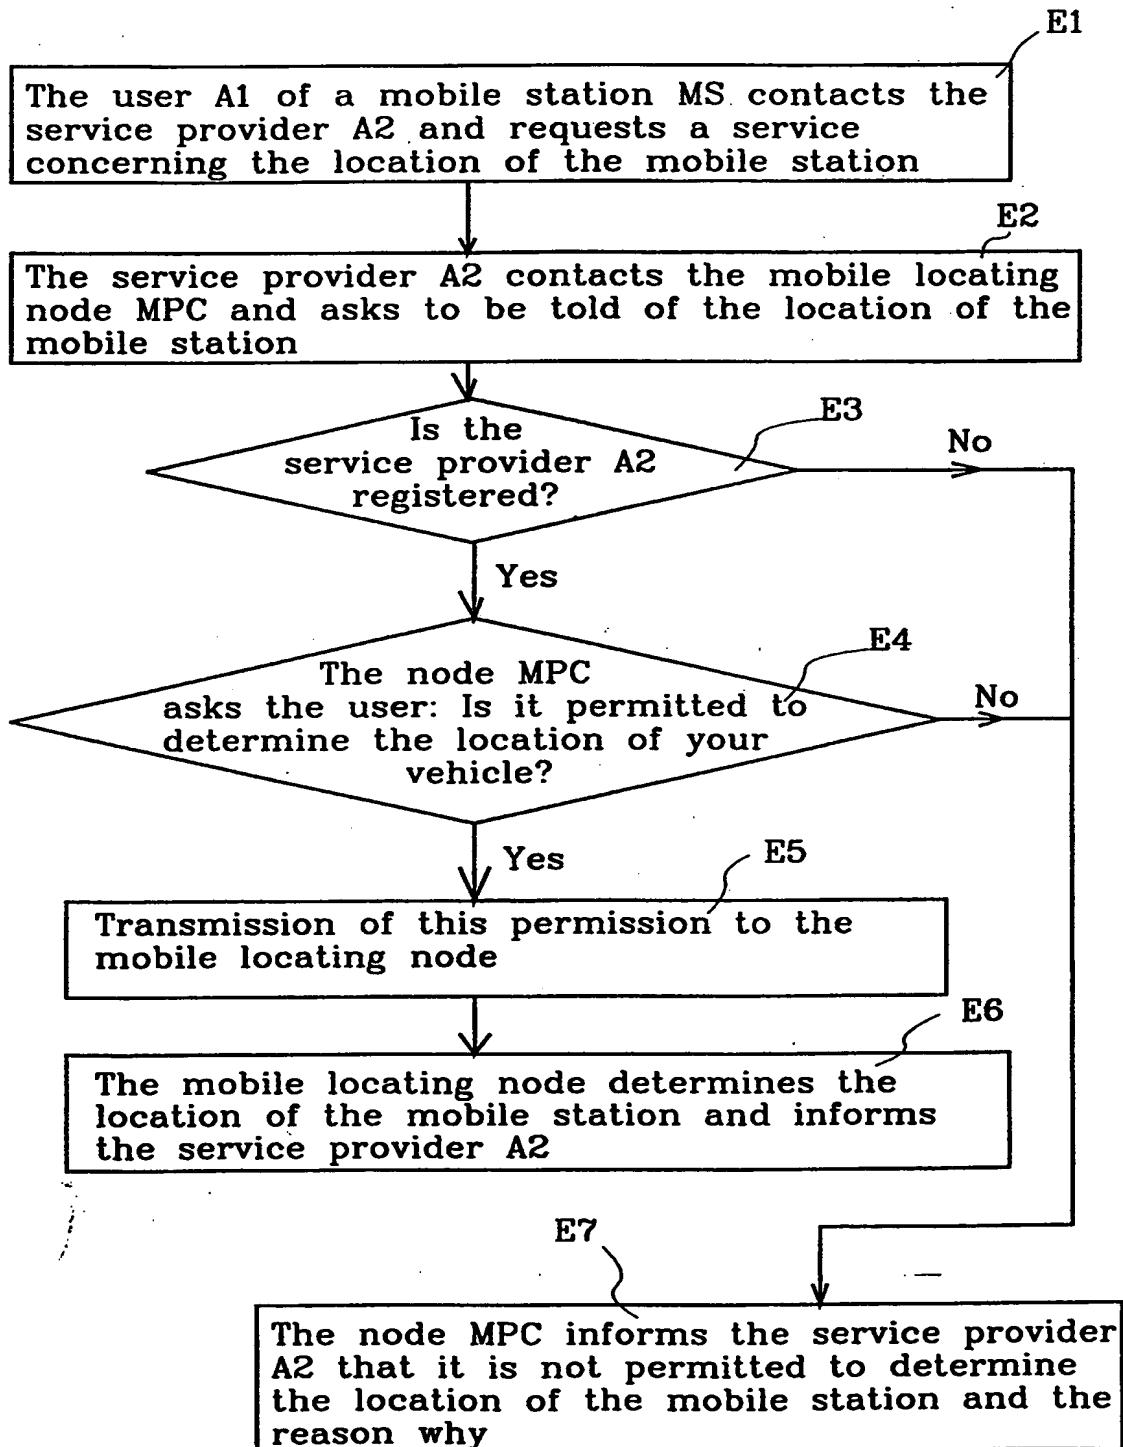 E1
The user A1 of a mobile station MS contacts the
service provider A2 and requests a service
concerning the location of the mobile station
E2
The service provider A2 contacts the mobile locating
node MPC and asks to be told of the location of the
mobile station
E3
Is the
service provider A2
registered?
No
Yes
E4
The node MPC
asks the user: Is it permitted to
determine the location of your
vehicle?
No
Yes
E5
Transmission of this permission to the
mobile locating node
E6
The mobile locating node determines the
location of the mobile station and informs
the service provider A2
E7
The node MPC informs the service provider
A2 that it is not permitted to determine
the location of the mobile station and the
reason why